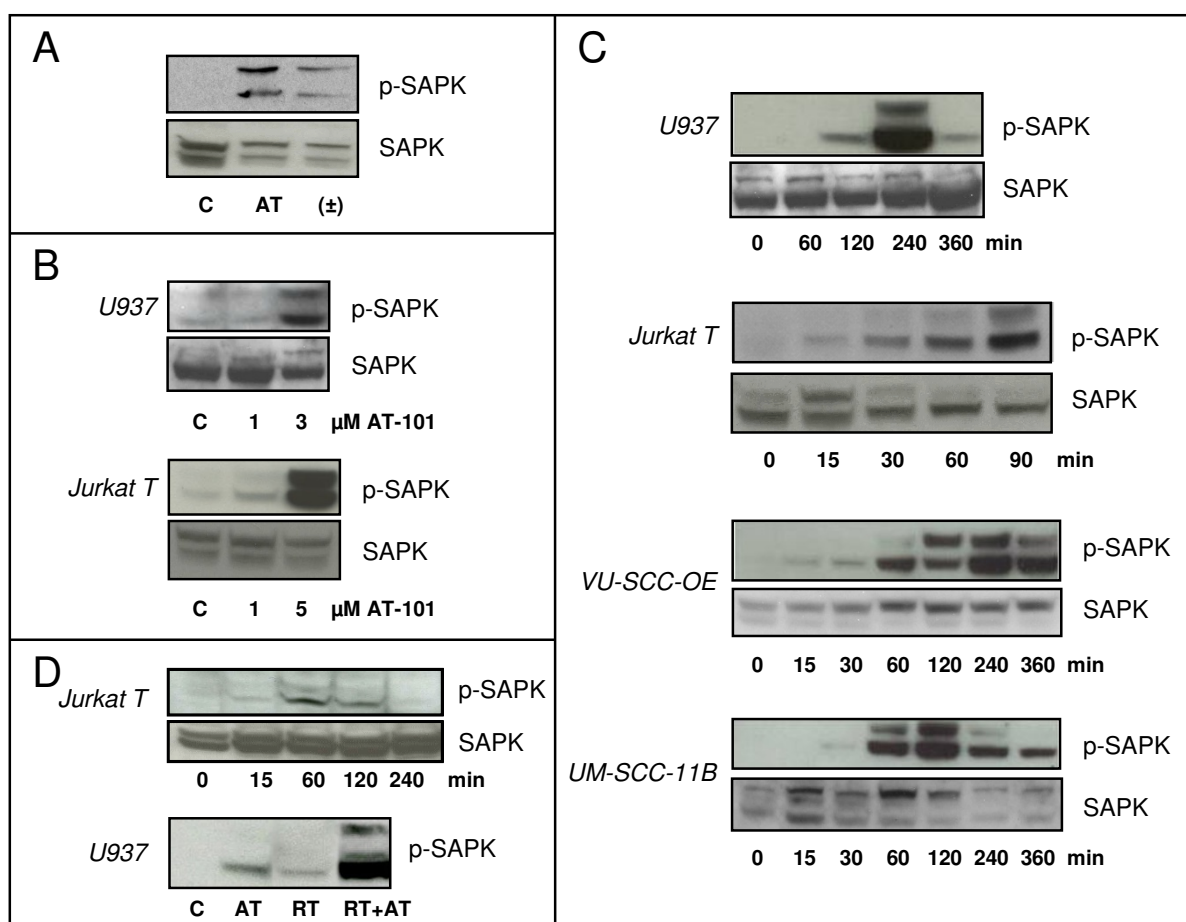 A
p-SAPK
SAPK
C AT (±)
B
U937
p-SAPK
SAPK
C 1 3 µM AT-101
Jurkat T
p-SAPK
SAPK
C 1 5 µM AT-101
D
Jurkat T
p-SAPK
SAPK
0 15 60 120 240 min
U937
p-SAPK
C AT RT RT+AT
C
U937
p-SAPK
SAPK
0 60 120 240 360 min
Jurkat T
p-SAPK
SAPK
0 15 30 60 90 min
VU-SCC-OE
p-SAPK
SAPK
0 15 30 60 120 240 360 min
UM-SCC-11B
p-SAPK
SAPK
0 15 30 60 120 240 360 min